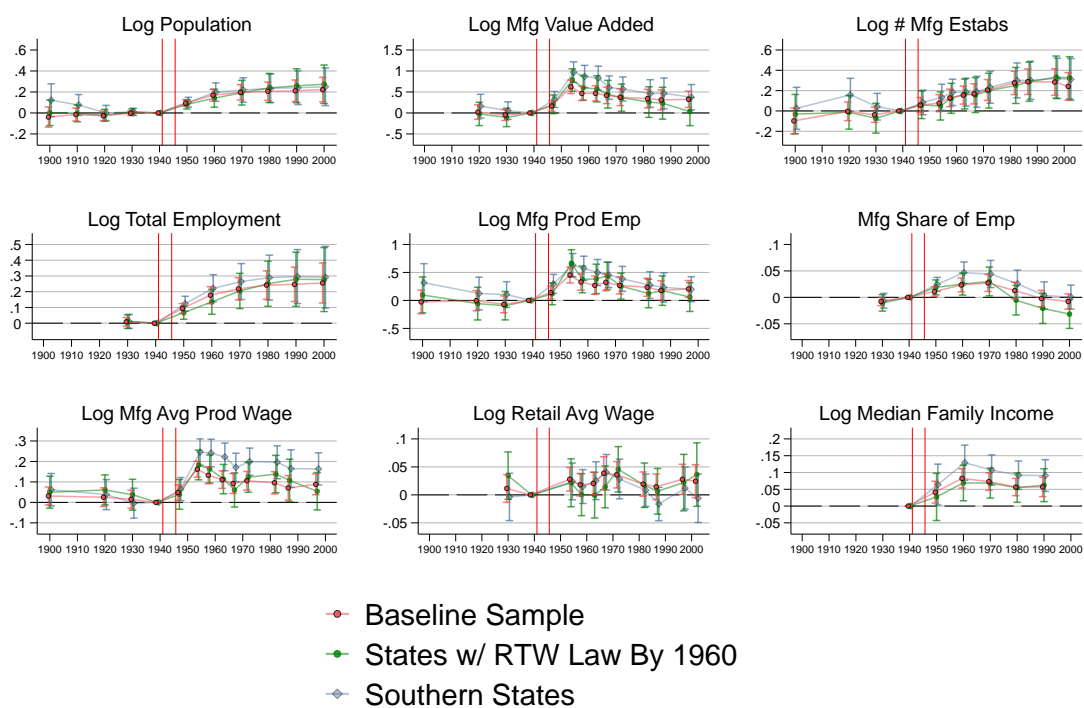 Log Population
Log Mfg Value Added
Log # Mfg Estabs
.6
.4
.2
0
-.2
1900 1910 1920 1930 1940 1950 1960 1970 1980 1990 2000
1.5
1
.5
0
-.5
1900 1910 1920 1930 1940 1950 1960 1970 1980 1990 2000
.6
.4
.2
0
-.2
1900 1910 1920 1930 1940 1950 1960 1970 1980 1990 2000
Log Total Employment
Log Mfg Prod Emp
Mfg Share of Emp
.5
.4
.3
.2
.1
0
1900 1910 1920 1930 1940 1950 1960 1970 1980 1990 2000
1
.5
0
-.5
1900 1910 1920 1930 1940 1950 1960 1970 1980 1990 2000
.1
.05
0
-.05
1900 1910 1920 1930 1940 1950 1960 1970 1980 1990 2000
Log Mfg Avg Prod Wage
Log Retail Avg Wage
Log Median Family Income
.3
.2
.1
0
-.1
1900 1910 1920 1930 1940 1950 1960 1970 1980 1990 2000
.1
.05
0
-.05
1900 1910 1920 1930 1940 1950 1960 1970 1980 1990 2000
.2
.15
.1
.05
0
-.05
1900 1910 1920 1930 1940 1950 1960 1970 1980 1990 2000
Baseline Sample
States w/ RTW Law By 1960
Southern States